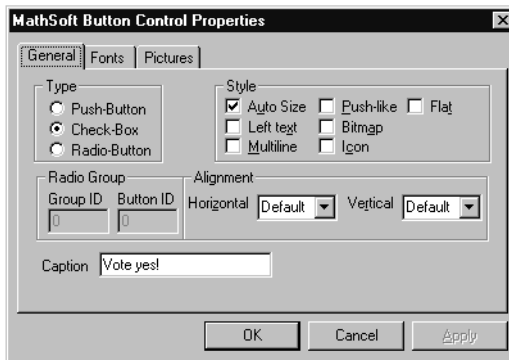 MathSoft Button Control Properties
General Fonts Pictures
Type
Push-Button
Check-Box
Radio-Button
Style
Auto Size Push-like Flat
Left text Bitmap
Multiline Icon
Radio Group
Group ID Button ID
0 0
Alignment
Horizontal Default Vertical Default
Caption Vote yes!
OK Cancel Apply